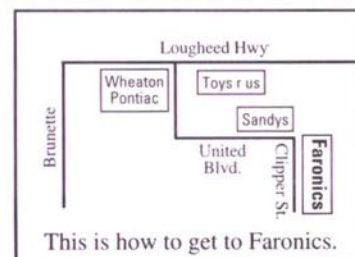 Lougheed Hwy
Wheaton
Pontiac
Toys r us
Sandys
Brunette
United
Blvd.
Clipper St.
Faronics
This is how to get to Faronics.